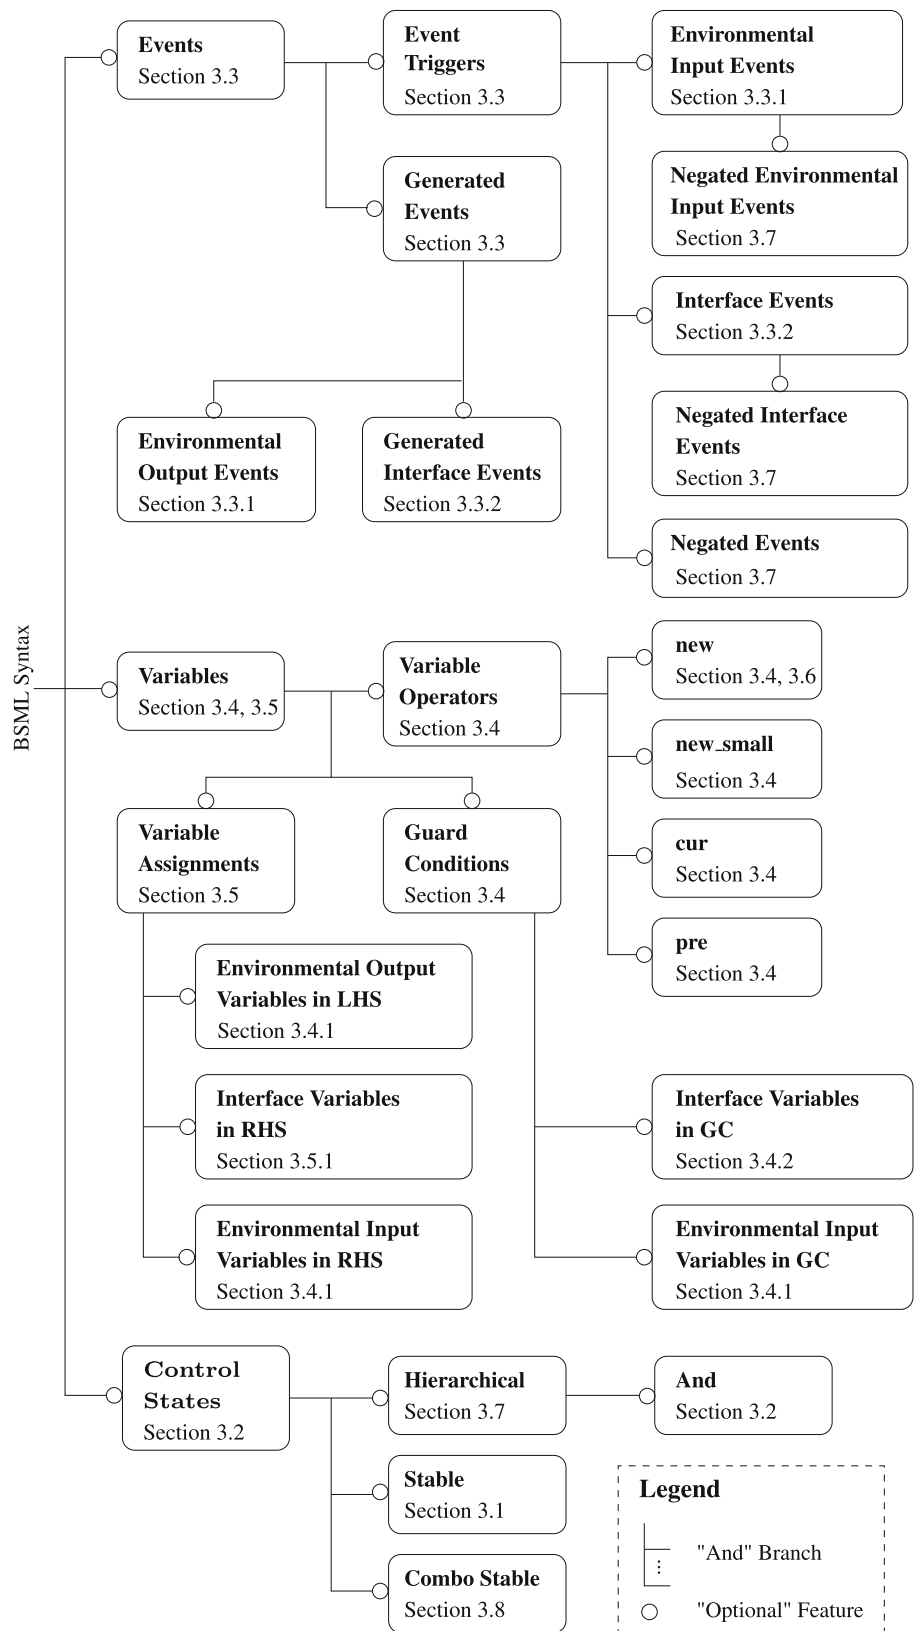 BSML Syntax
Events
Section 3.3
Event
Triggers
Section 3.3
Environmental
Input Events
Section 3.3.1
Negated Environmental
Input Events
Section 3.7
Generated
Events
Section 3.3
Interface Events
Section 3.3.2
Negated Interface
Events
Section 3.7
Environmental
Output Events
Section 3.3.1
Generated
Interface Events
Section 3.3.2
Negated Events
Section 3.7
Variables
Section 3.4, 3.5
Variable
Operators
Section 3.4
new
Section 3.4, 3.6
new_small
Section 3.4
cur
Section 3.4
pre
Section 3.4
Variable
Assignments
Section 3.5
Guard
Conditions
Section 3.4
Environmental Output
Variables in LHS
Section 3.4.1
Interface Variables
in RHS
Section 3.5.1
Environmental Input
Variables in RHS
Section 3.4.1
Interface Variables
in GC
Section 3.4.2
Environmental Input
Variables in GC
Section 3.4.1
Control
States
Section 3.2
Hierarchical
Section 3.7
And
Section 3.2
Stable
Section 3.1
Combo Stable
Section 3.8
Legend
"And" Branch
"Optional" Feature